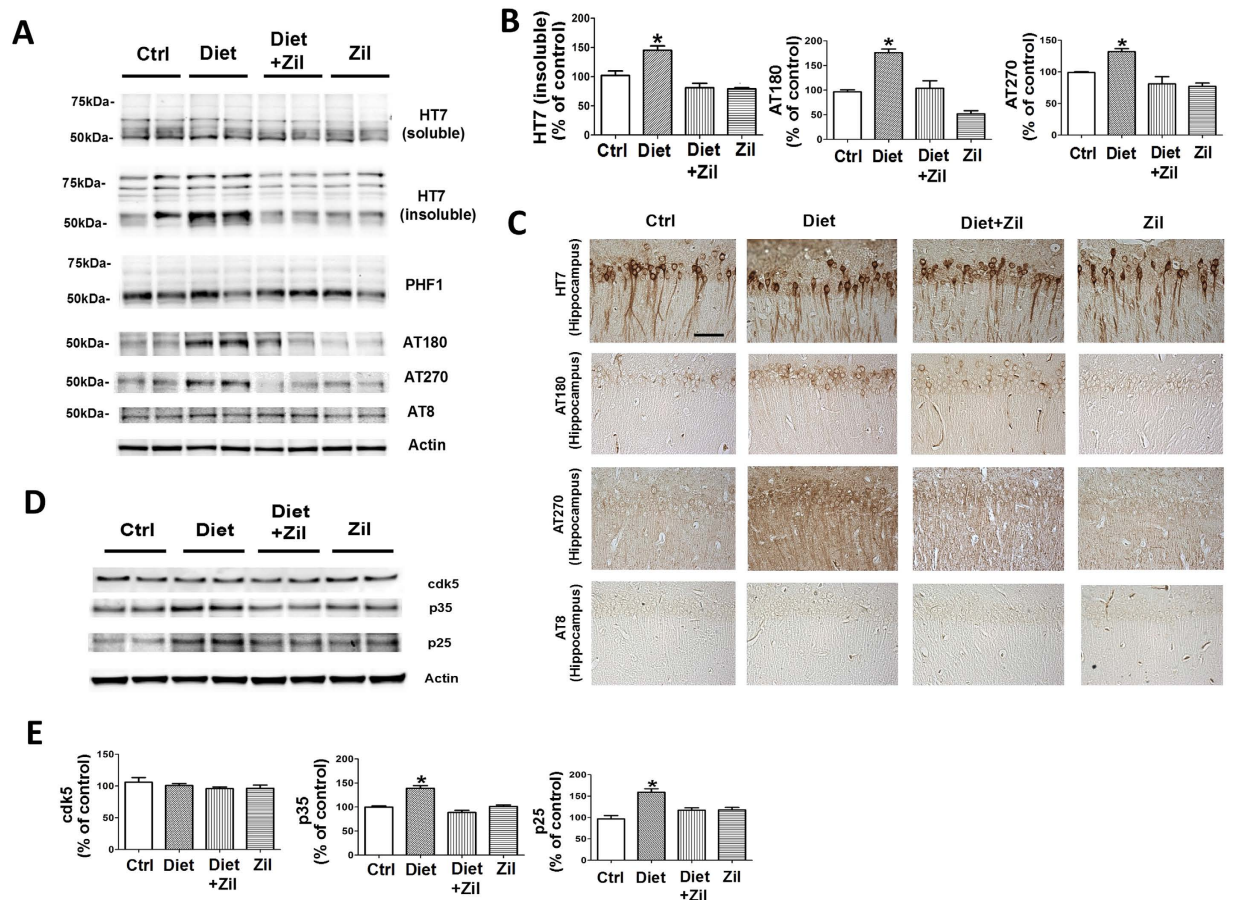 A
Ctrl Diet Diet +Zil Zil
75kDa-
50kDa-
HT7
(soluble)
75kDa-
50kDa-
HT7
(insoluble)
75kDa-
50kDa-
PHF1
50kDa-
AT180
50kDa-
AT270
50kDa-
AT8
Actin
B
HT7 (insoluble)
(% of control)
200
150
100
50
0
*
Ctrl Diet Diet +Zil Zil
AT180
(% of control)
200
150
100
50
0
*
Ctrl Diet Diet +Zil Zil
AT270
(% of control)
150
100
50
0
*
Ctrl Diet Diet +Zil Zil
C
Ctrl Diet Diet+Zil Zil
HT7
(Hippocampus)
AT180
(Hippocampus)
AT270
(Hippocampus)
AT8
(Hippocampus)
D
Ctrl Diet Diet +Zil Zil
cdk5
p35
p25
Actin
E
cdk5
(% of control)
150
100
50
0
Ctrl Diet Diet +Zil Zil
p35
(% of control)
200
150
100
50
0
*
Ctrl Diet Diet +Zil Zil
p25
(% of control)
200
150
100
50
0
*
Ctrl Diet Diet +Zil Zil